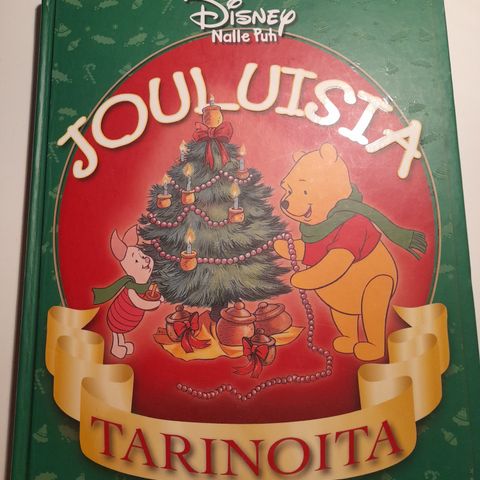 Disney
Nalle Puh
JOULUISIA
TARINOITA